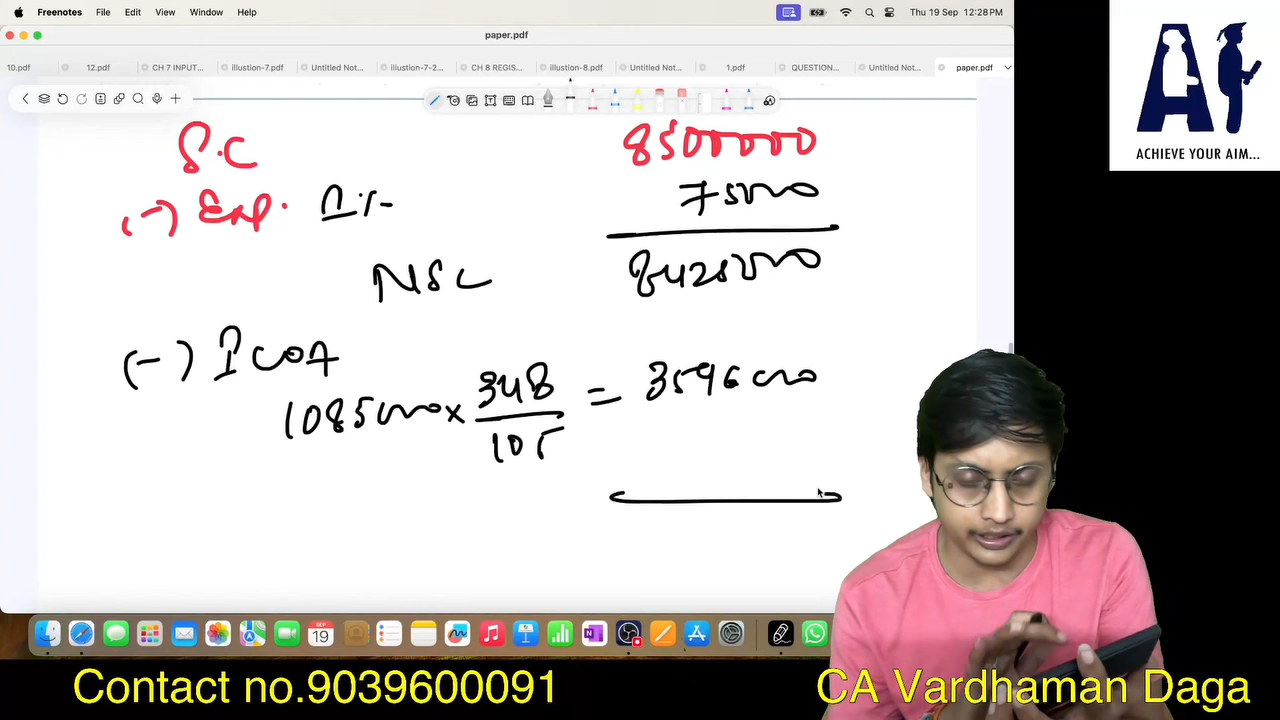 Freenotes File Edit View Window Help Thu 19 Sep 12:28 PM
paper.pdf
10.pdf 12.pdf CH 7 INPUT... illustion-7.pdf Untitled Not... illustion-7-2... CH 8 REGIS... illustion-8.pdf Untitled Not... 1.pdf QUESTION... Untitled Not... paper.pdf
ACHIEVE YOUR AIM...
S.C 8500000
(-) Exp. 75000
NSC 8425000
(-) ICOA
1085000 × 348/105 = 3596000
SEP
19
Contact no.9039600091 CA Vardhaman Daga